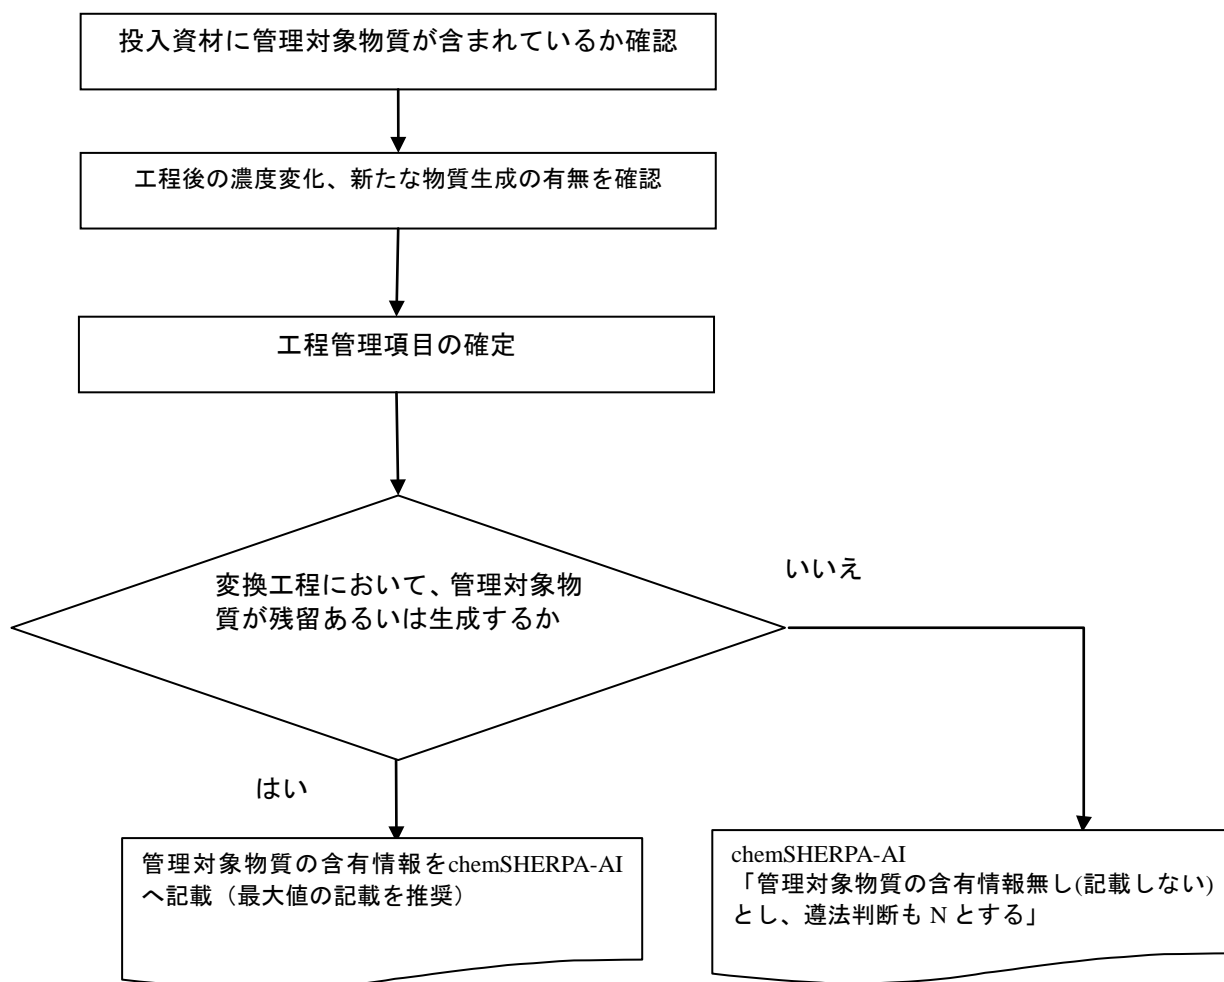 投入資材に管理対象物質が含まれているか確認
工程後の濃度変化、新たな物質生成の有無を確認
工程管理項目の確定
変換工程において、管理対象物
質が残留あるいは生成するか
いいえ
はい
管理対象物質の含有情報をchemSHERPA-AI
へ記載（最大値の記載を推奨）
chemSHERPA-AI
「管理対象物質の含有情報無し(記載しない)
とし、遵法判断も N とする」